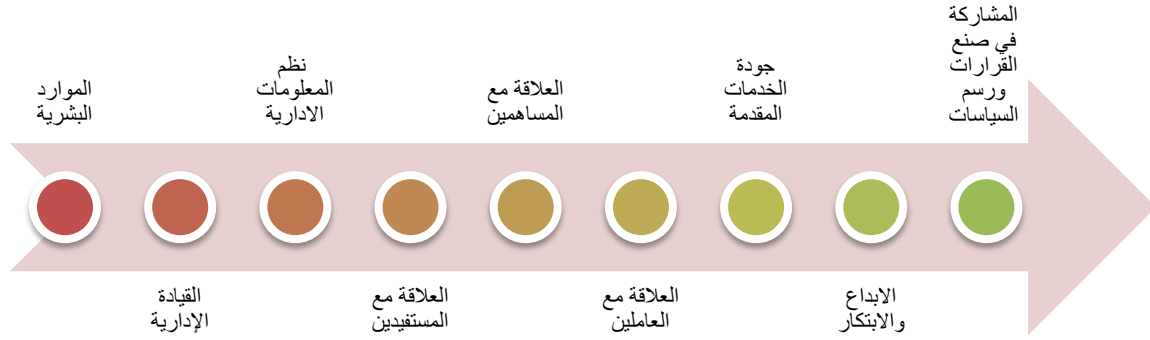 الموارد
البشرية
القيادة
الإدارية
نظم
المعلومات
الادارية
العلاقة مع
المستفيدين
العلاقة مع
المساهمين
العلاقة مع
العاملين
جودة
الخدمات
المقدمة
الابداع
والابتكار
المشاركة
في صنع
القرارات
ورسم
السياسات